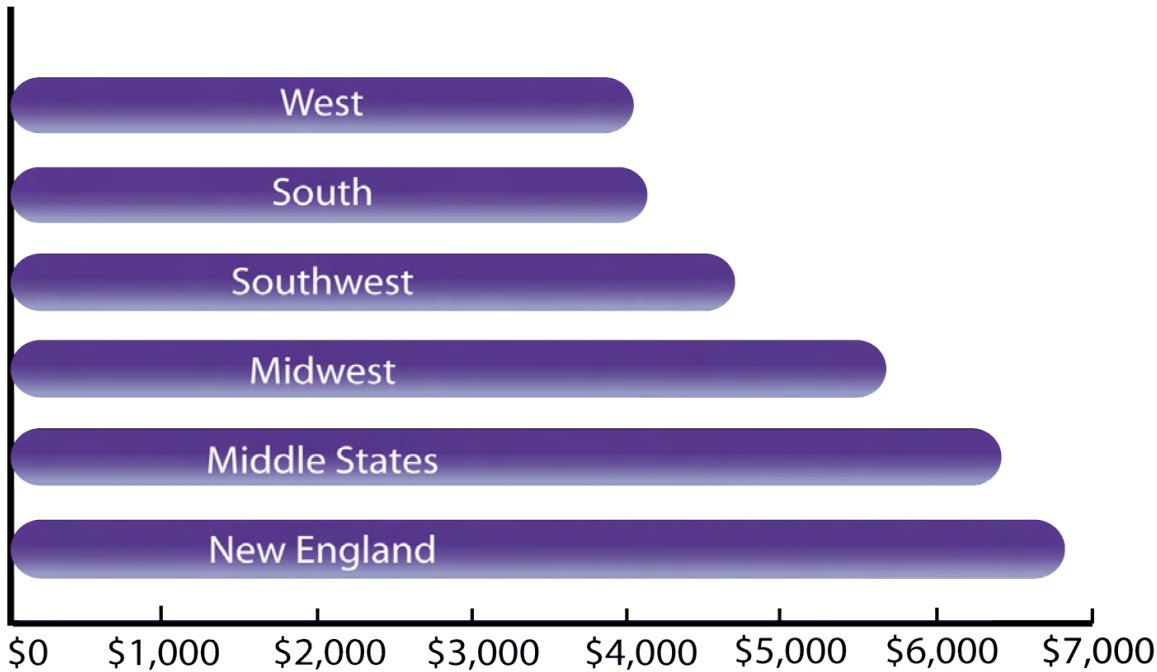 West
South
Southwest
Midwest
Middle States
New England
$0 $1,000 $2,000 $3,000 $4,000 $5,000 $6,000 $7,000